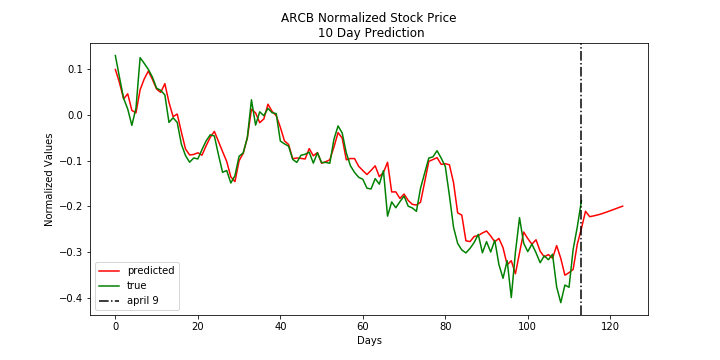 ARCB Normalized Stock Price
10 Day Prediction
Normalized Values
0.1
0.0
−0.1
−0.2
−0.3
−0.4
predicted
true
april 9
0 20 40 60 80 100 120
Days